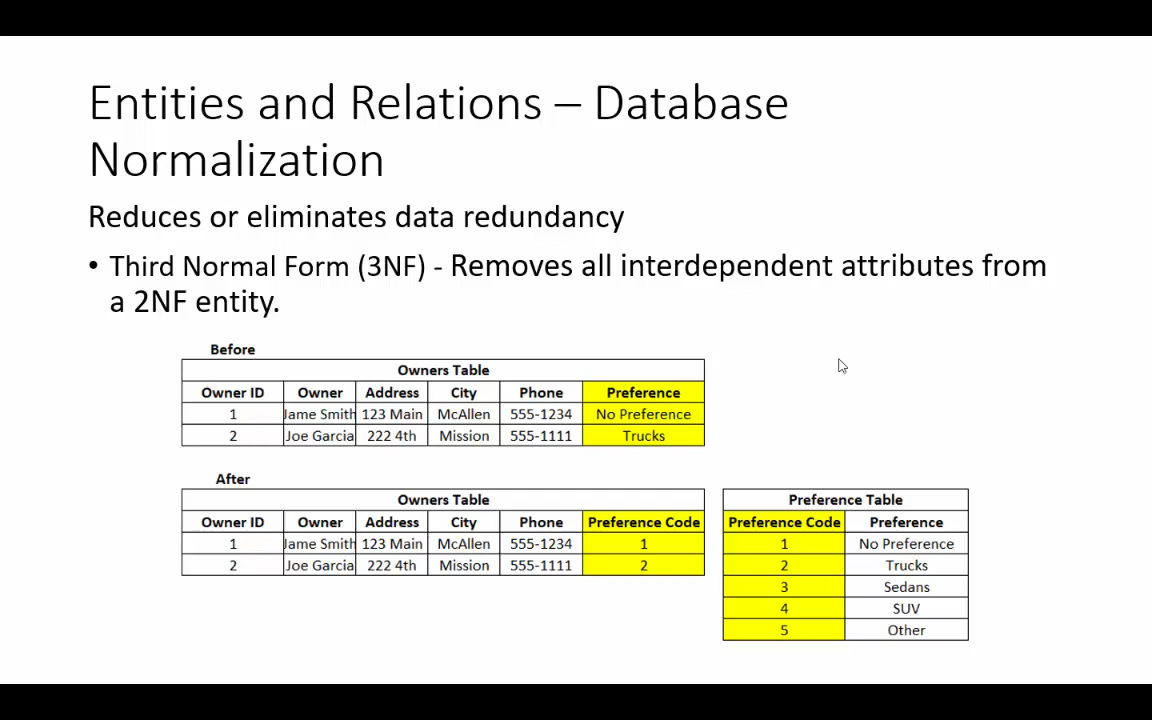 Entities and Relations – Database
Normalization
Reduces or eliminates data redundancy
• Third Normal Form (3NF) - Removes all interdependent attributes from
a 2NF entity.
Before
Owners Table
Owner ID Owner Address City Phone Preference
1 Jame Smith 123 Main McAllen 555-1234 No Preference
2 Joe Garcia 222 4th Mission 555-1111 Trucks
After
Owners Table
Owner ID Owner Address City Phone Preference Code
1 Jame Smith 123 Main McAllen 555-1234 1
2 Joe Garcia 222 4th Mission 555-1111 2
Preference Table
Preference Code Preference
1 No Preference
2 Trucks
3 Sedans
4 SUV
5 Other